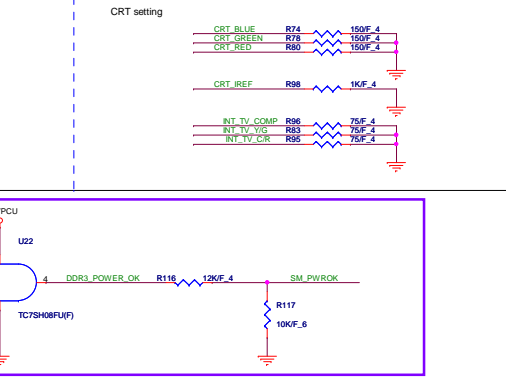 CRT setting
CRT_BLUE R74 150/F_4
CRT_GREEN R78 150/F_4
CRT_RED R80 150/F_4
CRT_IREF R98 1K/F_4
INT_TV_COMP R96 75/F_4
INT_TV_Y/G R83 75/F_4
INT_TV_C/R R95 75/F_4
PCU
U22
4 DDR3_POWER_OK R116 12K/F_4 SM_PWROK
R117
TC7SH08FU(F)
10K/F_6